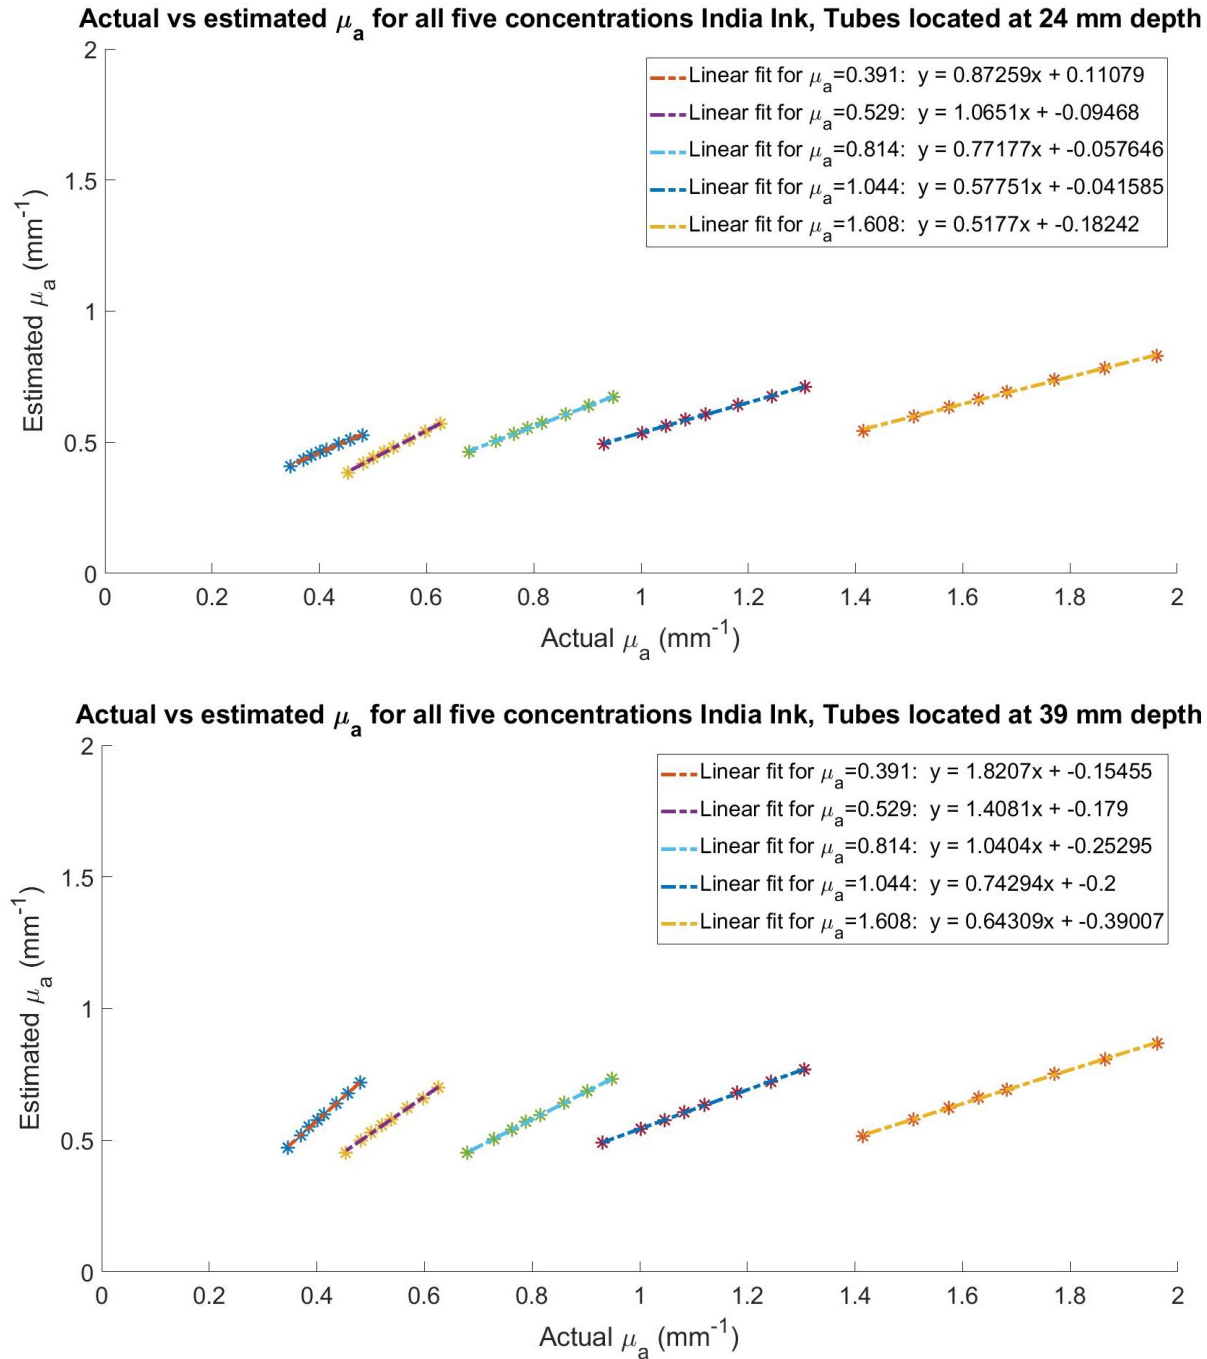 Actual vs estimated μa for all five concentrations India Ink, Tubes located at 24 mm depth
2
Linear fit for μa=0.391: y = 0.87259x + 0.11079
Linear fit for μa=0.529: y = 1.0651x + -0.09468
Linear fit for μa=0.814: y = 0.77177x + -0.057646
Linear fit for μa=1.044: y = 0.57751x + -0.041585
Linear fit for μa=1.608: y = 0.5177x + -0.18242
1.5
1
0.5
0
Estimated μa (mm-1)
0 0.2 0.4 0.6 0.8 1 1.2 1.4 1.6 1.8 2
Actual μa (mm-1)
Actual vs estimated μa for all five concentrations India Ink, Tubes located at 39 mm depth
2
Linear fit for μa=0.391: y = 1.8207x + -0.15455
Linear fit for μa=0.529: y = 1.4081x + -0.179
Linear fit for μa=0.814: y = 1.0404x + -0.25295
Linear fit for μa=1.044: y = 0.74294x + -0.2
Linear fit for μa=1.608: y = 0.64309x + -0.39007
1.5
1
0.5
0
Estimated μa (mm-1)
0 0.2 0.4 0.6 0.8 1 1.2 1.4 1.6 1.8 2
Actual μa (mm-1)